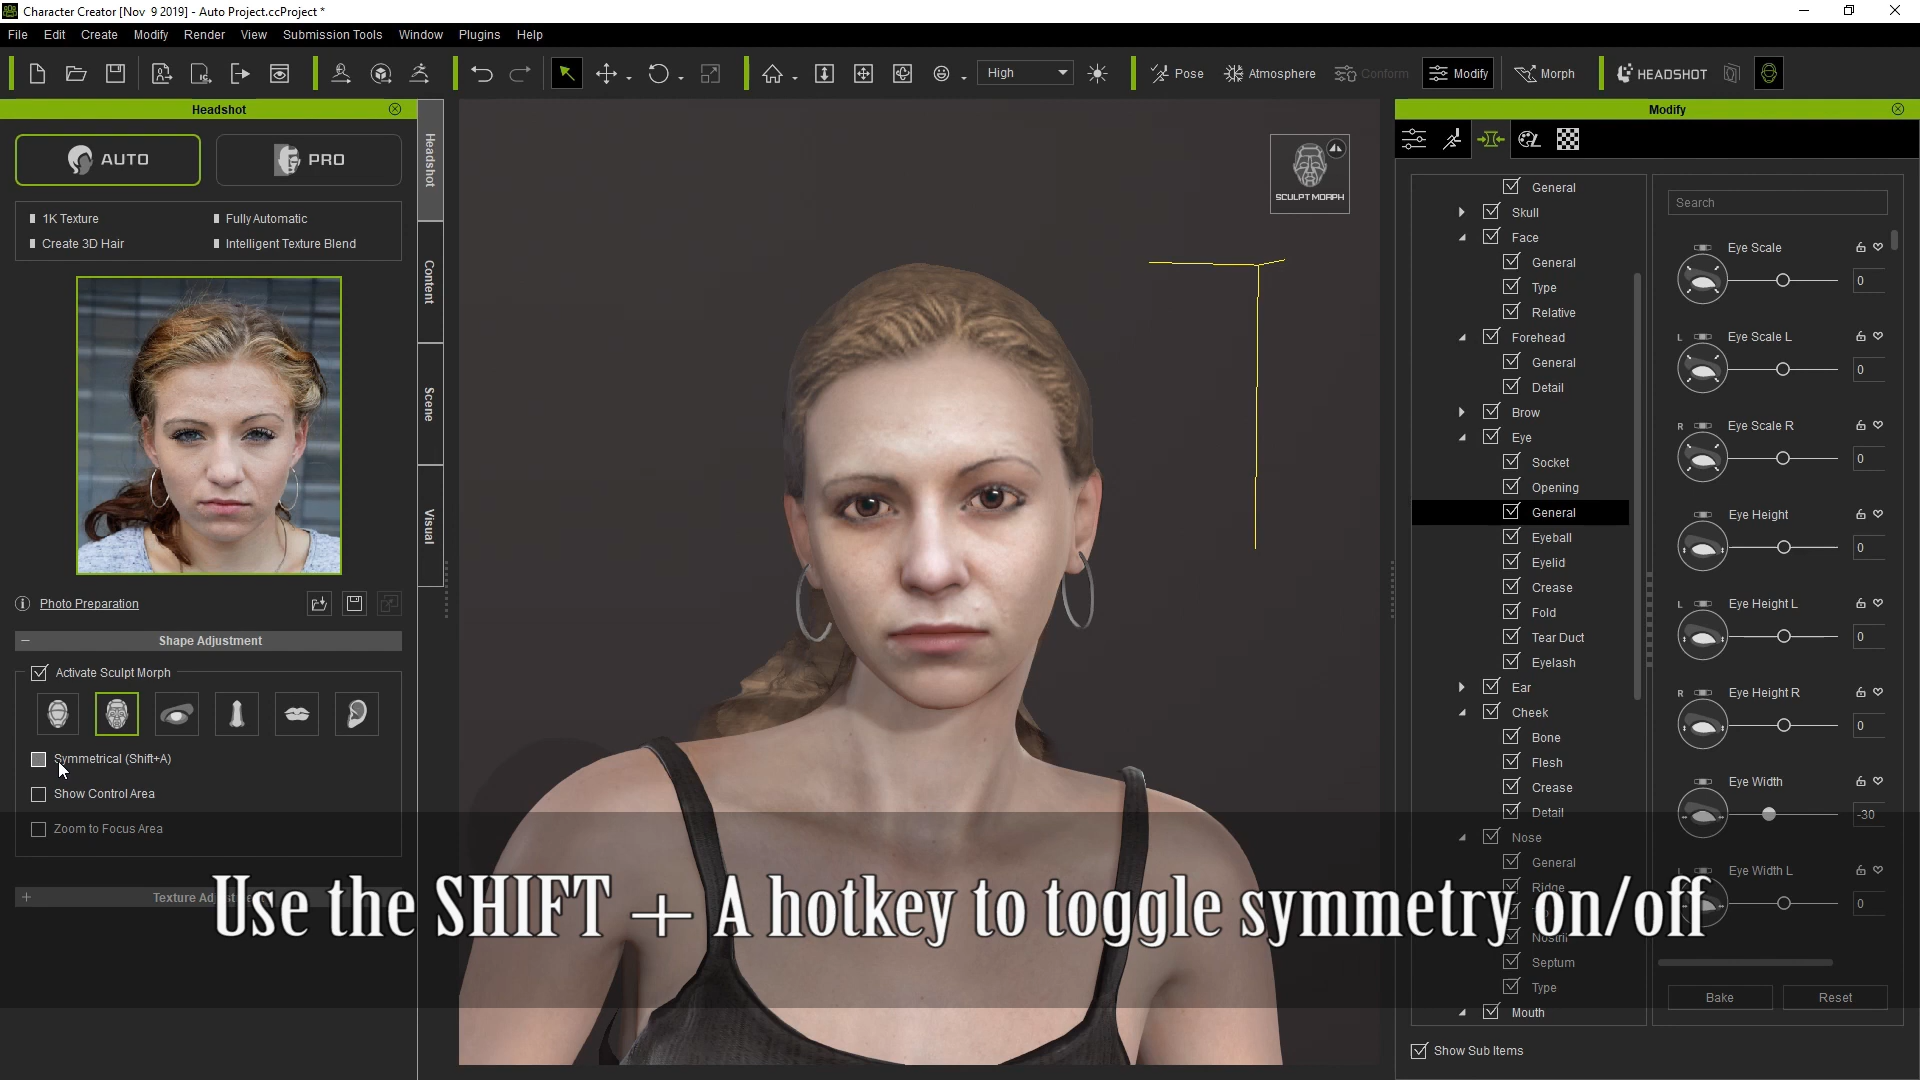 Character Creator [Nov 9 2019] - Auto Project.ccProject *
File Edit Create Modify Render View Submission Tools Window Plugins Help
High
Pose
Atmosphere
Conform
Modify
Morph
HEADSHOT
Headshot
AUTO
PRO
1K Texture
Fully Automatic
Create 3D Hair
Intelligent Texture Blend
Photo Preparation
Shape Adjustment
Activate Sculpt Morph
Symmetrical (Shift+A)
Show Control Area
Zoom to Focus Area
Headshot
Content
Scene
Visual
SCULPT MORPH
Use the SHIFT + A hotkey to toggle symmetry on/off
Modify
General
Skull
Face
General
Type
Relative
Forehead
General
Detail
Brow
Eye
Socket
Opening
General
Eyeball
Eyelid
Crease
Fold
Tear Duct
Eyelash
Ear
Cheek
Bone
Flesh
Crease
Detail
Nose
General
Ridge
Nostril
Septum
Type
Mouth
Show Sub Items
Search
Eye Scale
0
L Eye Scale L
0
R Eye Scale R
0
Eye Height
0
L Eye Height L
0
R Eye Height R
0
Eye Width
-30
L Eye Width L
0
Bake
Reset